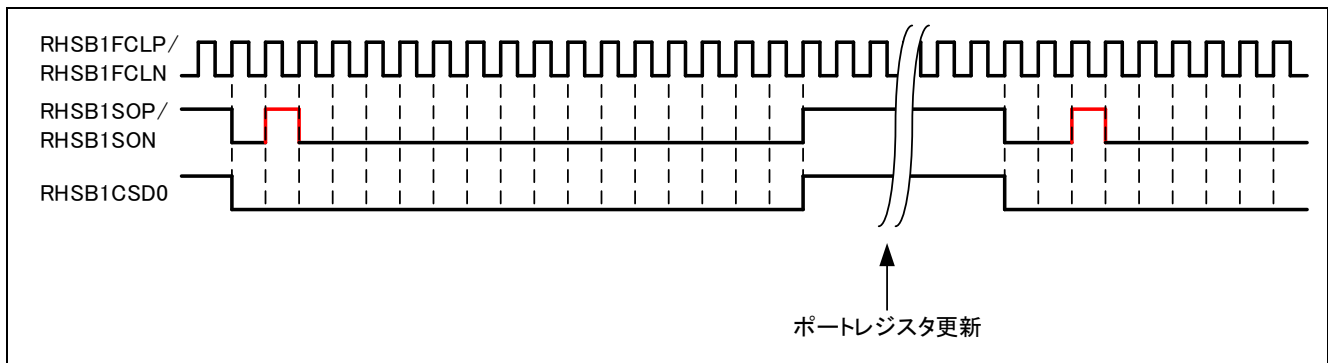 RHSB1FCLP/
RHSB1FCLN
RHSB1SOP/
RHSB1SON
RHSB1CSD0
ポートレジスタ更新